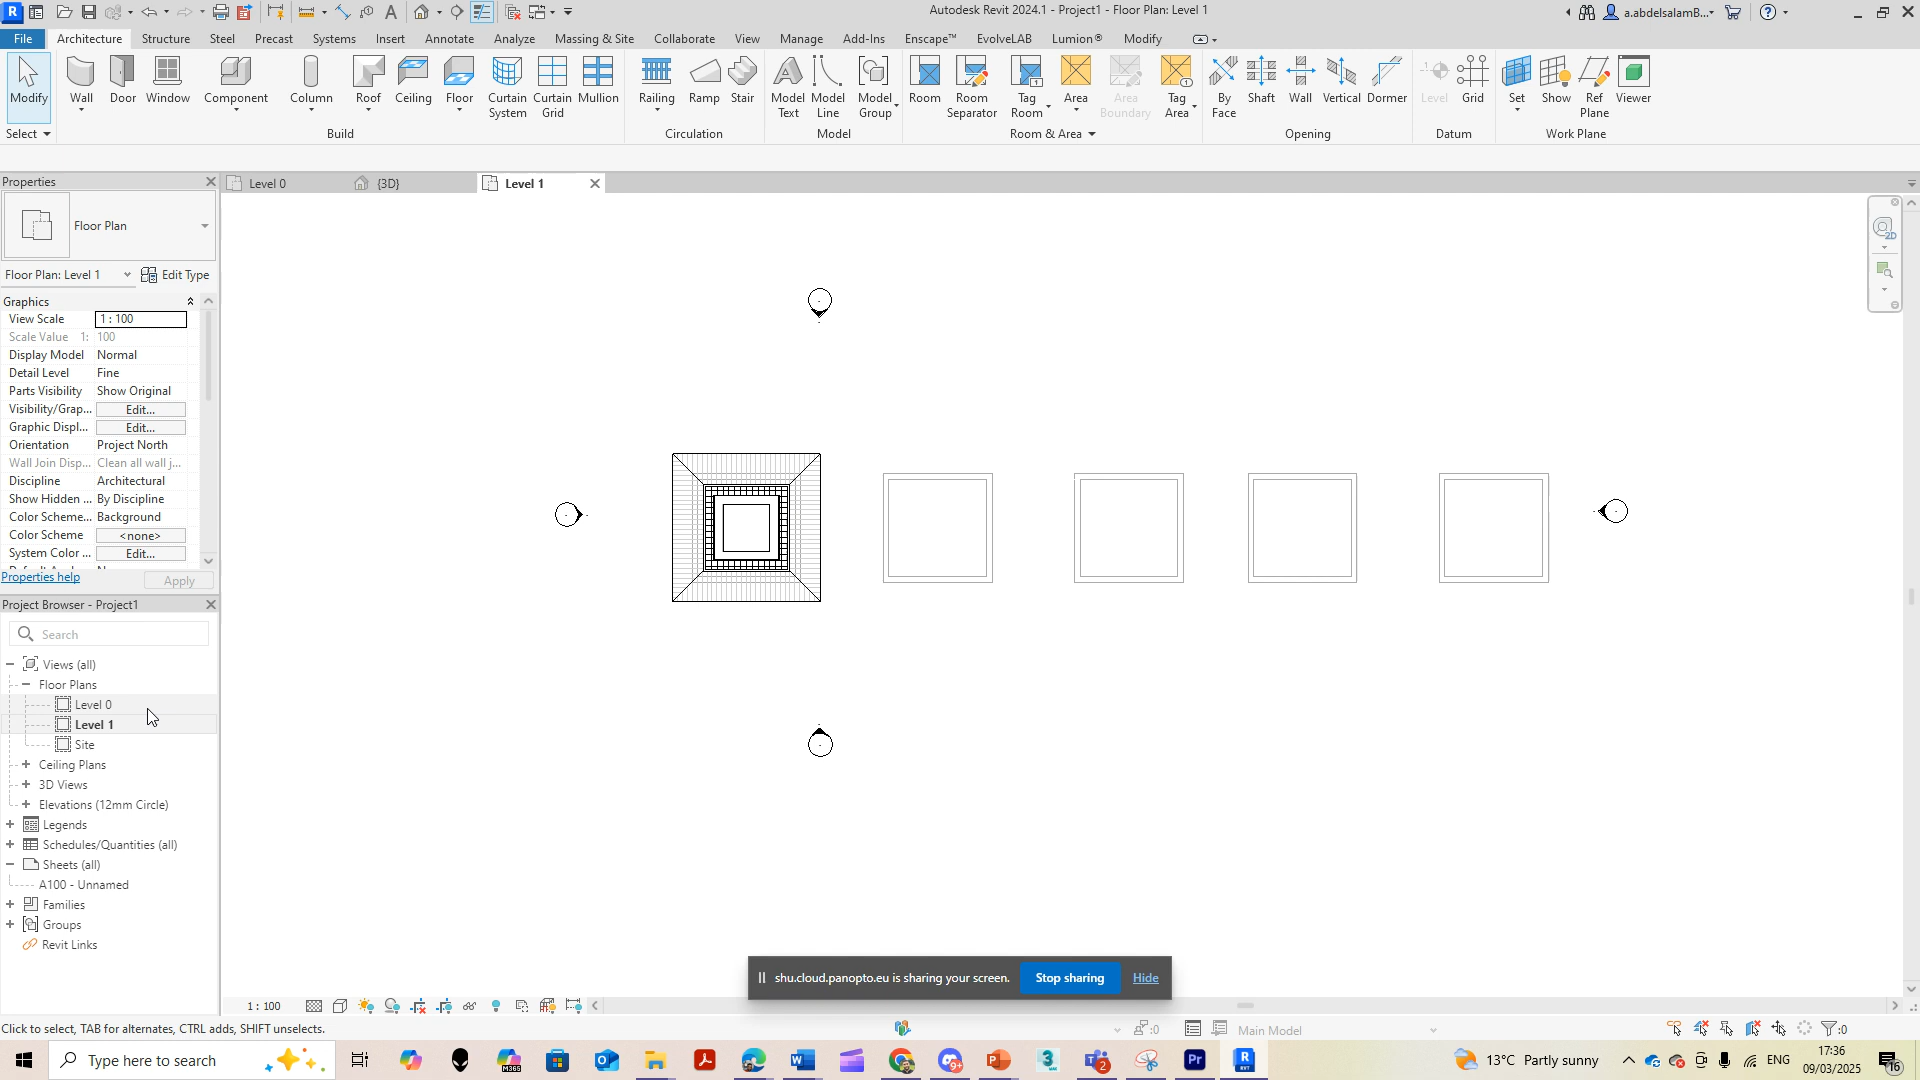 Autodesk Revit 2024.1 - Project1 - Floor Plan: Level 1
a.abdelsalamB...
File Architecture Structure Steel Precast Systems Insert Annotate Analyze Massing & Site Collaborate View Manage Add-Ins Enscape™ EvolveLAB Lumion® Modify
Modify Wall Door Window Component Column Roof Ceiling Floor Curtain System Curtain Grid Mullion Railing Ramp Stair Model Text Model Line Model Group Room Room Separator Tag Room Area Area Boundary Tag Area By Face Shaft Wall Vertical Dormer Level Grid Set Show Ref Plane Viewer
Select Build Circulation Model Room & Area Opening Datum Work Plane
Properties
Level 0 {3D} Level 1
Floor Plan
Floor Plan: Level 1 Edit Type
Graphics
View Scale 1 : 100
Scale Value 1: 100
Display Model Normal
Detail Level Fine
Parts Visibility Show Original
Visibility/Grap... Edit...
Graphic Displ... Edit...
Orientation Project North
Wall Join Disp... Clean all wall j...
Discipline Architectural
Show Hidden ... By Discipline
Color Scheme... Background
Color Scheme <none>
System Color ... Edit...
Properties help Apply
Project Browser - Project1
Search
Views (all)
Floor Plans
Level 0
Level 1
Site
Ceiling Plans
3D Views
Elevations (12mm Circle)
Legends
Schedules/Quantities (all)
Sheets (all)
A100 - Unnamed
Families
Groups
Revit Links
shu.cloud.panopto.eu is sharing your screen. Stop sharing Hide
1 : 100
Click to select, TAB for alternates, CTRL adds, SHIFT unselects.
:0 Main Model :0
Type here to search
13°C Partly sunny
ENG
17:36
09/03/2025
16